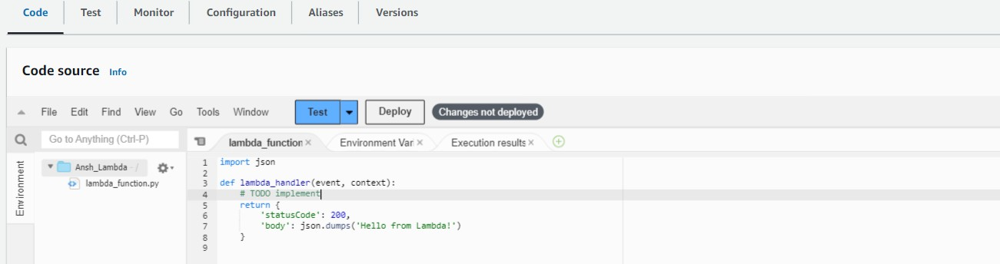 Code Test Monitor Configuration Aliases Versions
Code source Info
File Edit Find View Go Tools Window Test Deploy Changes not deployed
Go to Anything (Ctrl-P) lambda_function Environment Var Execution results
Environment
Ansh_Lambda - /
lambda_function.py
1 import json
2
3 def lambda_handler(event, context):
4     # TODO implement
5     return {
6         'statusCode': 200,
7         'body': json.dumps('Hello from Lambda!')
8     }
9